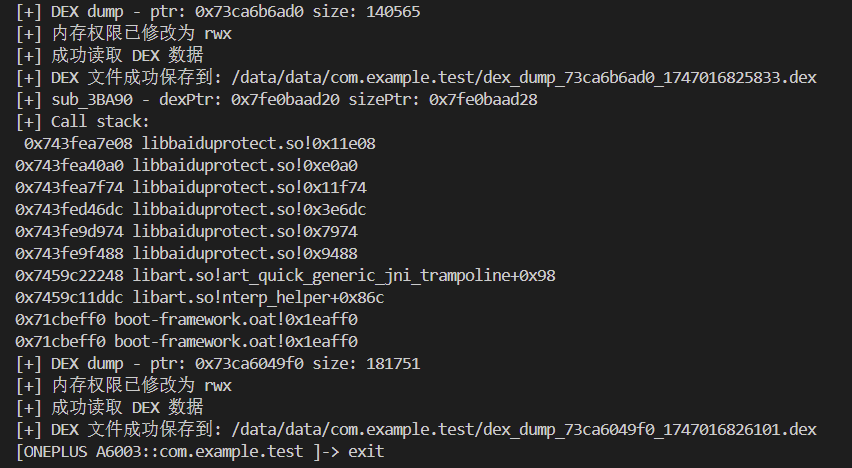 [+] DEX dump - ptr: 0x73ca6b6ad0 size: 140565
[+] 内存权限已修改为 rwx
[+] 成功读取 DEX 数据
[+] DEX 文件成功保存到: /data/data/com.example.test/dex_dump_73ca6b6ad0_1747016825833.dex
[+] sub_3BA90 - dexPtr: 0x7fe0baad20 sizePtr: 0x7fe0baad28
[+] Call stack:
0x743fea7e08 libbaiduprotect.so!0x11e08
0x743fea40a0 libbaiduprotect.so!0xe0a0
0x743fea7f74 libbaiduprotect.so!0x11f74
0x743fed46dc libbaiduprotect.so!0x3e6dc
0x743fe9d974 libbaiduprotect.so!0x7974
0x743fe9f488 libbaiduprotect.so!0x9488
0x7459c22248 libart.so!art_quick_generic_jni_trampoline+0x98
0x7459c11ddc libart.so!nterp_helper+0x86c
0x71cbeff0 boot-framework.oat!0x1eaff0
0x71cbeff0 boot-framework.oat!0x1eaff0
[+] DEX dump - ptr: 0x73ca6049f0 size: 181751
[+] 内存权限已修改为 rwx
[+] 成功读取 DEX 数据
[+] DEX 文件成功保存到: /data/data/com.example.test/dex_dump_73ca6049f0_1747016826101.dex
[ONEPLUS A6003::com.example.test ]-> exit